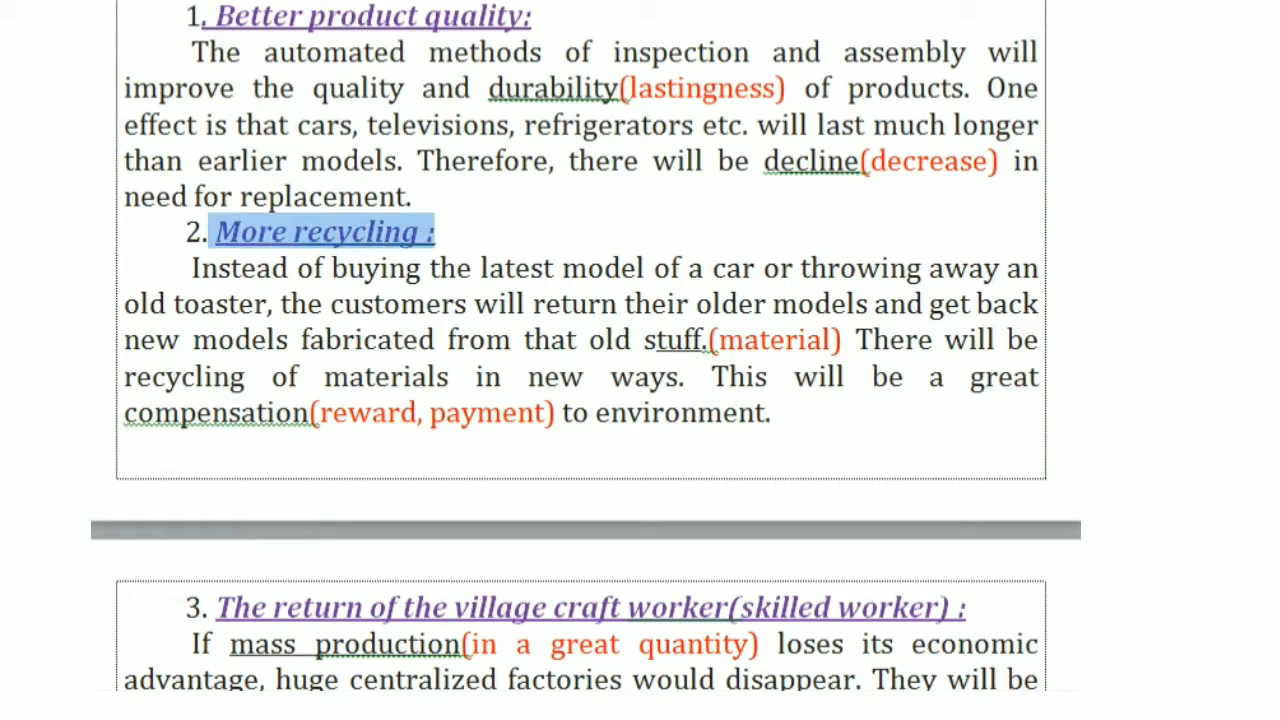 1. Better product quality:
The automated methods of inspection and assembly will
improve the quality and durability(lastingness) of products. One
effect is that cars, televisions, refrigerators etc. will last much longer
than earlier models. Therefore, there will be decline(decrease) in
need for replacement.
2. More recycling :
Instead of buying the latest model of a car or throwing away an
old toaster, the customers will return their older models and get back
new models fabricated from that old stuff.(material) There will be
recycling of materials in new ways. This will be a great
compensation(reward, payment) to environment.
3. The return of the village craft worker(skilled worker) :
If mass production(in a great quantity) loses its economic
advantage, huge centralized factories would disappear. They will be